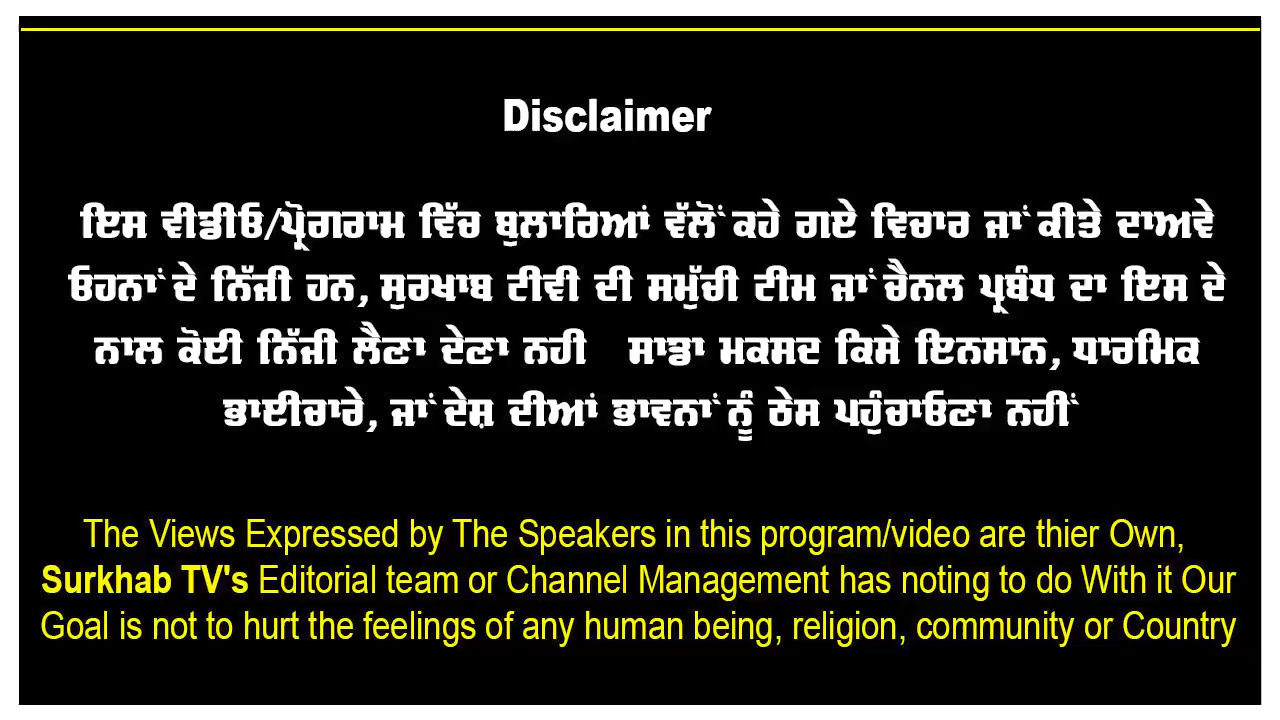 Disclaimer
ਇਸ ਵੀਡੀਓ/ਪ੍ਰੋਗਰਾਮ ਵਿੱਚ ਬੁਲਾਰਿਆਂ ਵੱਲੋਂ ਕਹੇ ਗਏ ਵਿਚਾਰ ਜਾਂ ਕੀਤੇ ਦਾਅਵੇ
ਓਹਨਾਂ ਦੇ ਨਿੱਜੀ ਹਨ, ਸੁਰਖਾਬ ਟੀਵੀ ਦੀ ਸਮੁੱਚੀ ਟੀਮ ਜਾਂ ਚੈਨਲ ਪ੍ਰਬੰਧ ਦਾ ਇਸ ਦੇ
ਨਾਲ ਕੋਈ ਨਿੱਜੀ ਲੈਣਾ ਦੇਣਾ ਨਹੀ ਸਾਡਾ ਮਕਸਦ ਕਿਸੇ ਇਨਸਾਨ, ਧਾਰਮਿਕ
ਭਾਈਚਾਰੇ, ਜਾਂ ਦੇਸ਼ ਦੀਆਂ ਭਾਵਨਾਂ ਨੂੰ ਠੇਸ ਪਹੁੰਚਾਓਣਾ ਨਹੀਂ
The Views Expressed by The Speakers in this program/video are thier Own,
Surkhab TV's Editorial team or Channel Management has noting to do With it Our
Goal is not to hurt the feelings of any human being, religion, community or Country